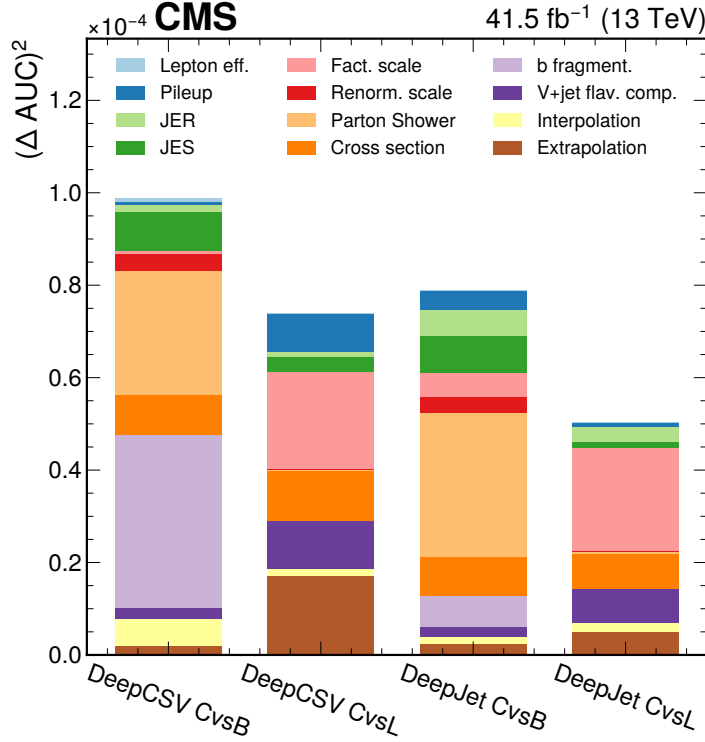 ×10⁻⁴ CMS 41.5 fb⁻¹ (13 TeV)
(Δ AUC)²
Lepton eff.
Pileup
JER
JES
Fact. scale
Renorm. scale
Parton Shower
Cross section
b fragment.
V+jet flav. comp.
Interpolation
Extrapolation
1.2
1.0
0.8
0.6
0.4
0.2
0.0
DeepCSV CvsB
DeepCSV CvsL
DeepJet CvsB
DeepJet CvsL